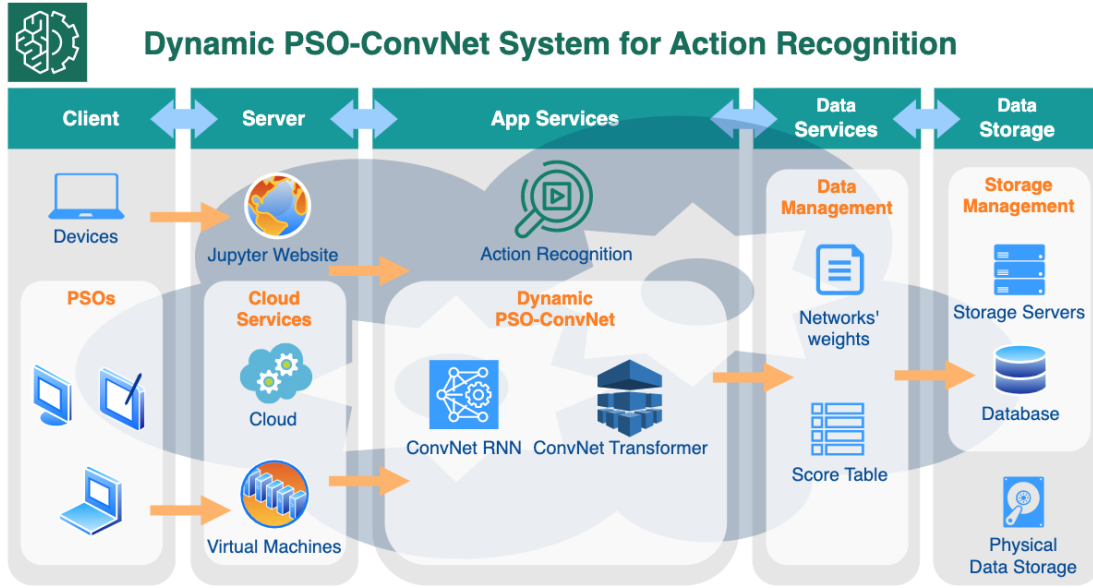 Dynamic PSO-ConvNet System for Action Recognition
Client
Server
App Services
Data
Services
Data
Storage
Devices
PSOs
Jupyter Website
Cloud
Services
Cloud
Virtual Machines
Action Recognition
Dynamic
PSO-ConvNet
ConvNet RNN
ConvNet Transformer
Data
Management
Networks'
weights
Score Table
Storage
Management
Storage Servers
Database
Physical
Data Storage